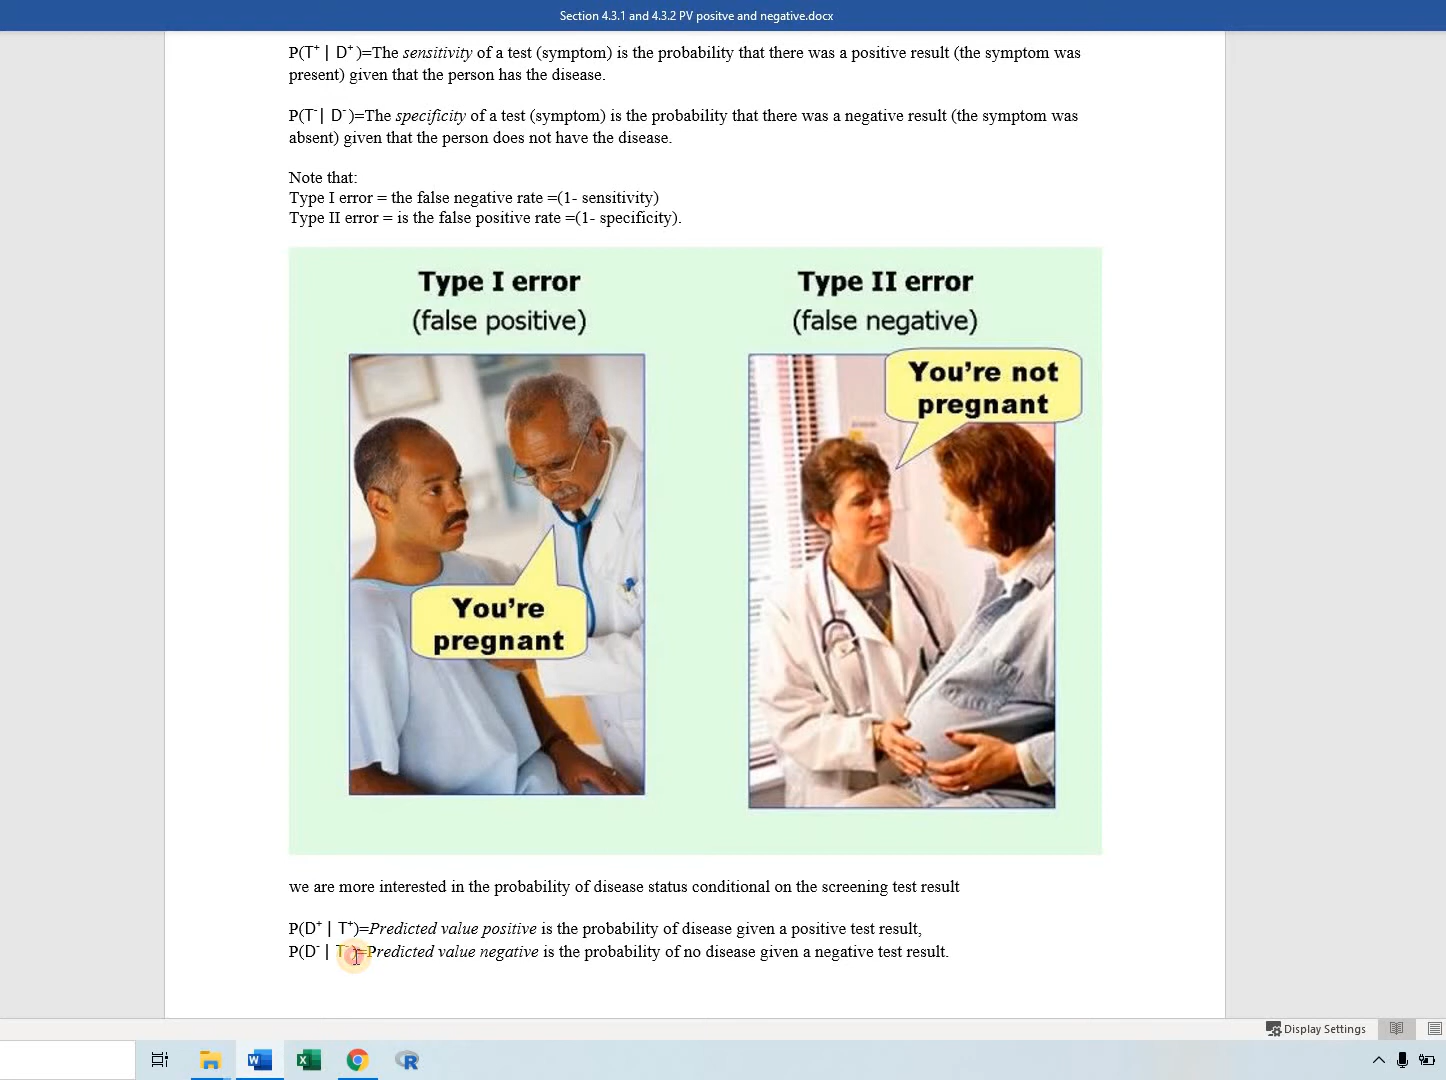 Section 4.3.1 and 4.3.2 PV positve and negative.docx
P(T⁺ | D⁺)=The sensitivity of a test (symptom) is the probability that there was a positive result (the symptom was
present) given that the person has the disease.
P(T⁻ | D⁻)=The specificity of a test (symptom) is the probability that there was a negative result (the symptom was
absent) given that the person does not have the disease.
Note that:
Type I error = the false negative rate =(1- sensitivity)
Type II error = is the false positive rate =(1- specificity).
Type I error
(false positive)
You're
pregnant
Type II error
(false negative)
You're not
pregnant
we are more interested in the probability of disease status conditional on the screening test result
P(D⁺ | T⁺)=Predicted value positive is the probability of disease given a positive test result,
P(D⁻ | T⁻)=Predicted value negative is the probability of no disease given a negative test result.
Display Settings